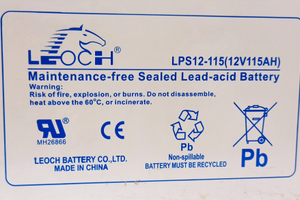 LEOCH®
LPS12-115(12V115AH)
Maintenance-free Sealed Lead-acid Battery
Warning:
Risk of fire, explosion, or burns. Do not disassemble,
heat above the 60°C, or incinerate.
RU®
MH26866
CE
Pb
Non-spillable
BATTERY MUST BE RECYCLED
Pb
LEOCH BATTERY CO.,LTD.
MADE IN CHINA